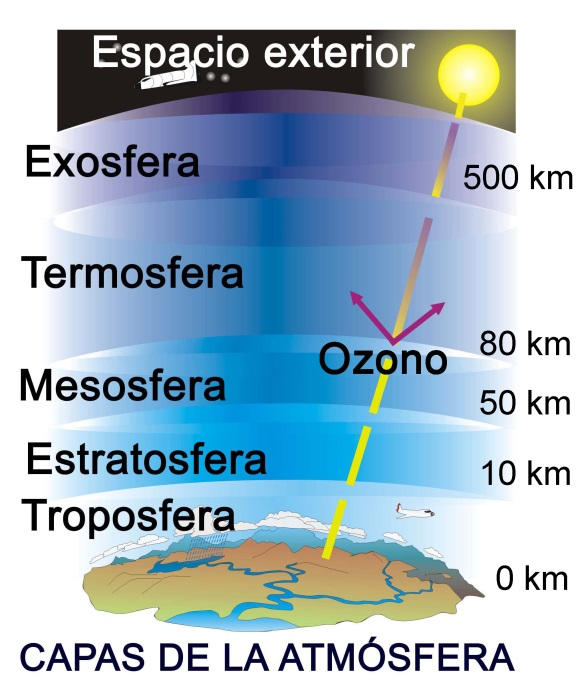 Espacio exterior
Exosfera
500 km
Termosfera
80 km
Ozono
Mesosfera
50 km
Estratosfera
10 km
Troposfera
0 km
CAPAS DE LA ATMÓSFERA